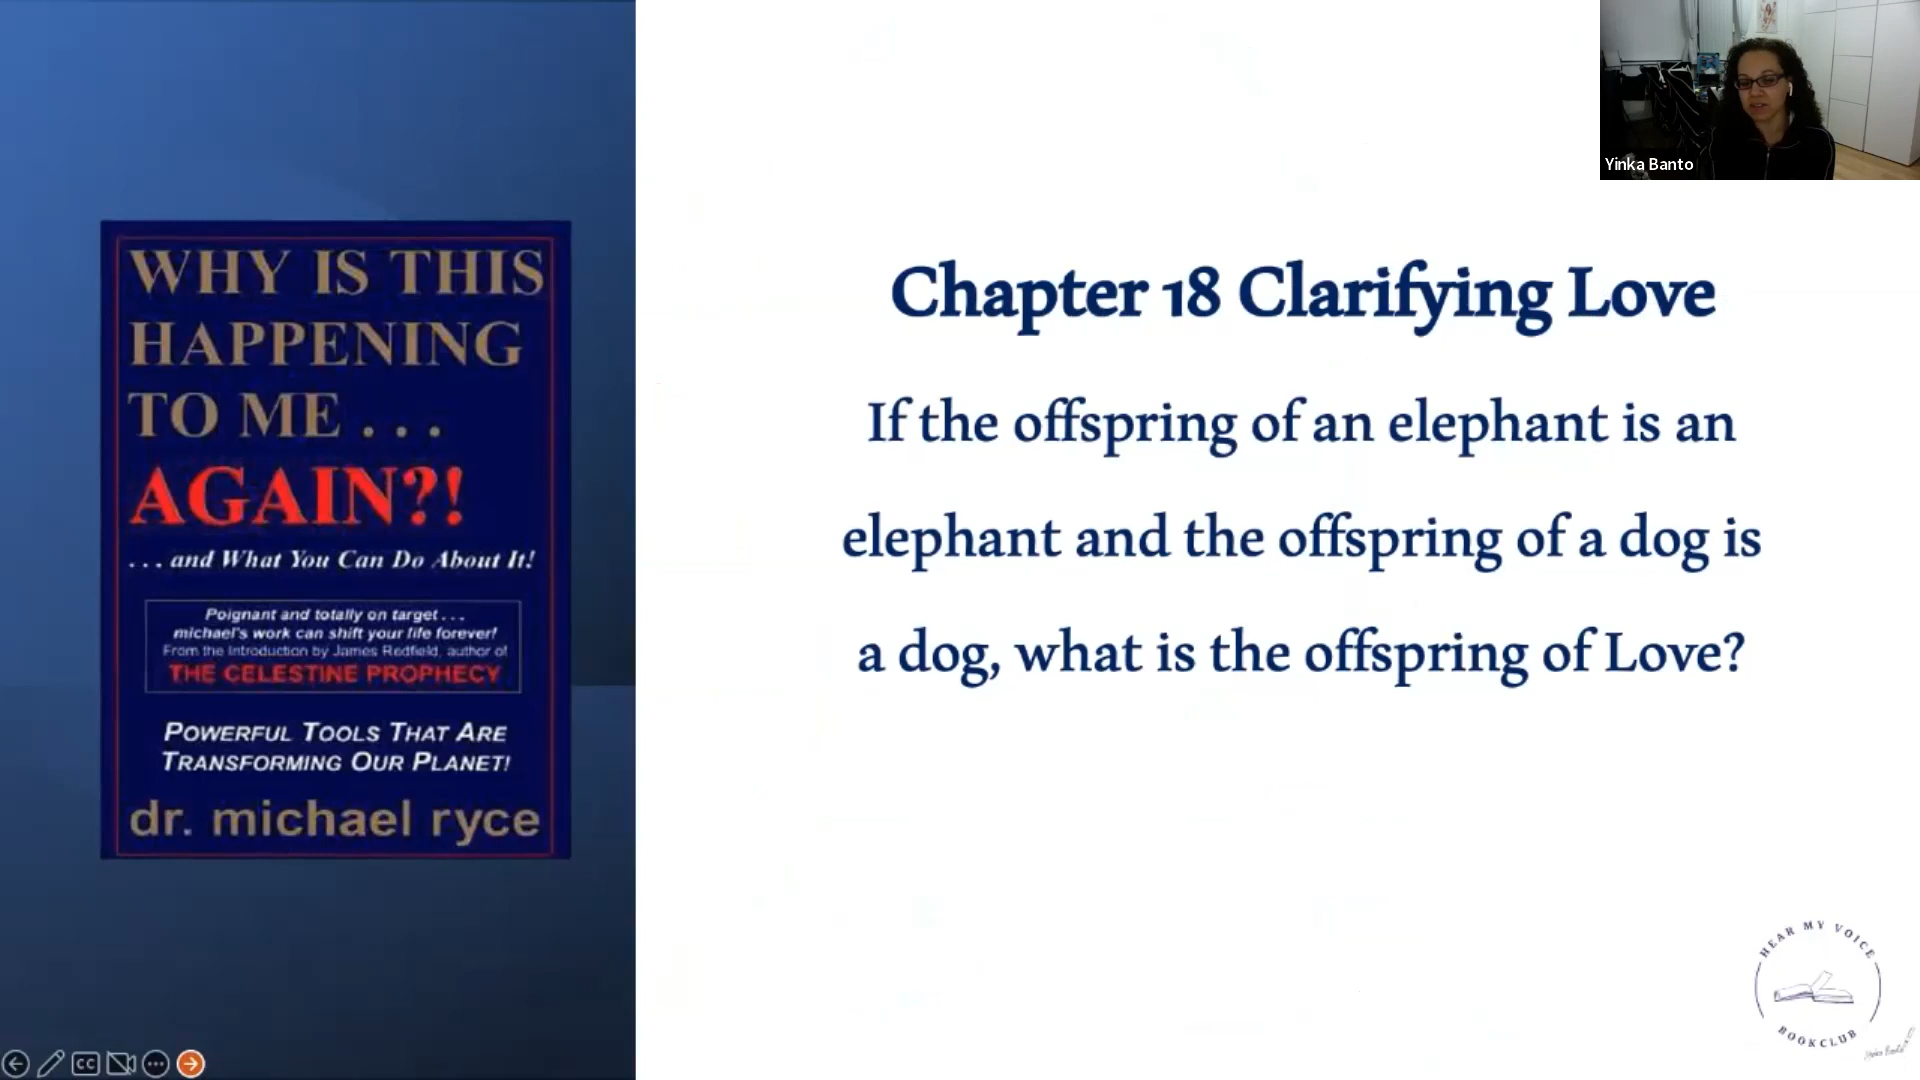 WHY IS THIS
HAPPENING
TO ME . . .
AGAIN?!
. . . and What You Can Do About It!
Poignant and totally on target . . .
michael's work can shift your life forever!
From the Introduction by James Redfield, author of
THE CELESTINE PROPHECY
POWERFUL TOOLS THAT ARE
TRANSFORMING OUR PLANET!
dr. michael ryce
Yinka Banto
Chapter 18 Clarifying Love
If the offspring of an elephant is an
elephant and the offspring of a dog is
a dog, what is the offspring of Love?
HEAR MY VOICE
BOOKCLUB
CC